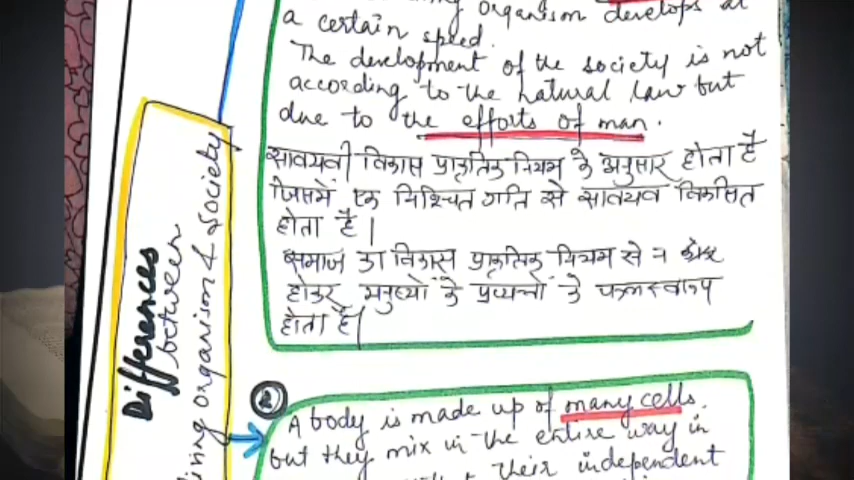 organism develops at
a certain speed.
The development of the society is not
according to the natural law but
due to the efforts of man.
सावयवी विकास प्राकृतिक नियम के अनुसार होता है
जिसमें एक निश्चित गति से सावयव विकसित
होता है|
समाज का विकास प्राकृतिक नियम से न
होकर मनुष्यों के प्रयत्नों के फलस्वरूप
होता है|
Differences
between
living organism & society
A body is made up of many cells.
but they mix in the entire way in
their independent